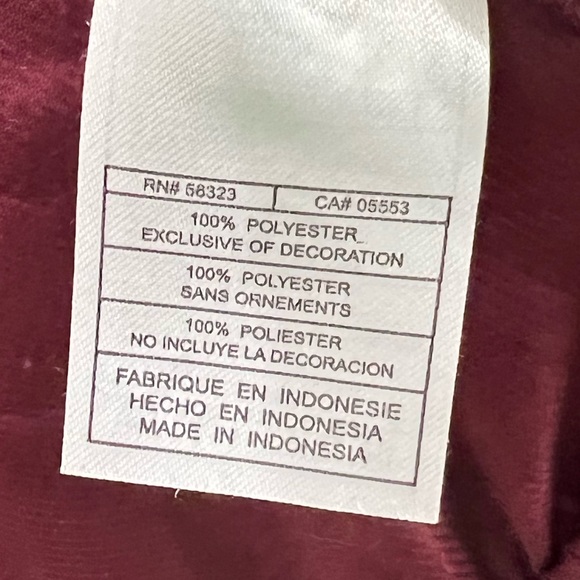 RN# 56323 CA# 05553
100% POLYESTER
EXCLUSIVE OF DECORATION
100% POLYESTER
SANS ORNEMENTS
100% POLIESTER
NO INCLUYE LA DECORACION
FABRIQUE EN INDONESIE
HECHO EN INDONESIA
MADE IN INDONESIA